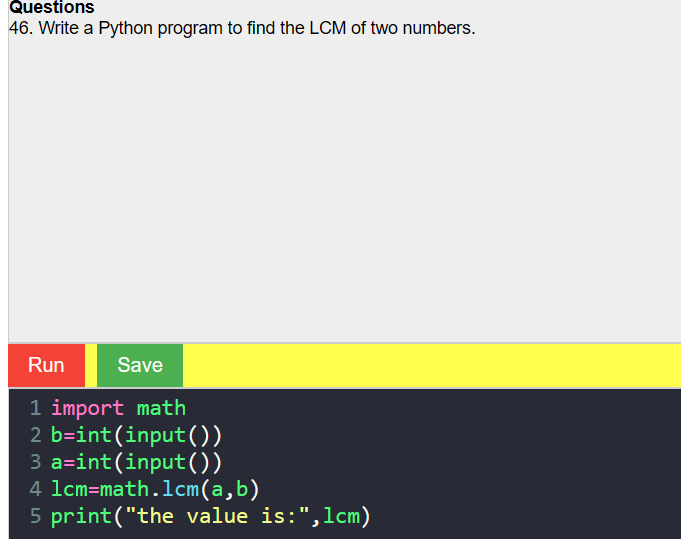 Questions
46. Write a Python program to find the LCM of two numbers.
Run Save
1 import math
2 b=int(input())
3 a=int(input())
4 lcm=math.lcm(a,b)
5 print("the value is:",lcm)